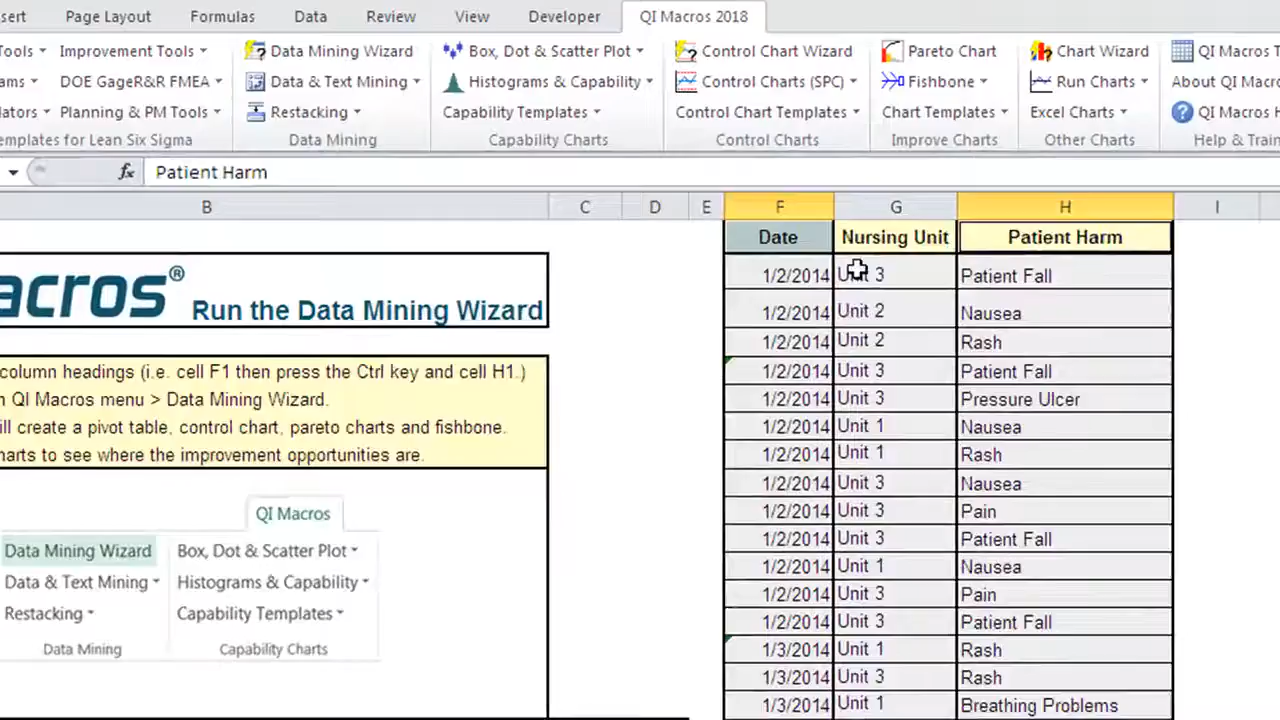 sert Page Layout Formulas Data Review View Developer QI Macros 2018
ools Improvement Tools Data Mining Wizard Box, Dot & Scatter Plot Control Chart Wizard Pareto Chart Chart Wizard QI Macros T
ams DOE GageR&R FMEA Data & Text Mining Histograms & Capability Control Charts (SPC) Fishbone Run Charts About QI Macro
ators Planning & PM Tools Restacking Capability Templates Control Chart Templates Chart Templates Excel Charts QI Macros H
emplates for Lean Six Sigma Data Mining Capability Charts Control Charts Improve Charts Other Charts Help & Train
fx Patient Harm
B C D E F G H I
Date Nursing Unit Patient Harm
acros® Run the Data Mining Wizard
column headings (i.e. cell F1 then press the Ctrl key and cell H1.)
n QI Macros menu > Data Mining Wizard.
ill create a pivot table, control chart, pareto charts and fishbone.
harts to see where the improvement opportunities are.
QI Macros
Data Mining Wizard Box, Dot & Scatter Plot
Data & Text Mining Histograms & Capability
Restacking Capability Templates
Data Mining Capability Charts
1/2/2014 Unit 3 Patient Fall
1/2/2014 Unit 2 Nausea
1/2/2014 Unit 2 Rash
1/2/2014 Unit 3 Patient Fall
1/2/2014 Unit 3 Pressure Ulcer
1/2/2014 Unit 1 Nausea
1/2/2014 Unit 1 Rash
1/2/2014 Unit 3 Nausea
1/2/2014 Unit 3 Pain
1/2/2014 Unit 3 Patient Fall
1/2/2014 Unit 1 Nausea
1/2/2014 Unit 3 Pain
1/2/2014 Unit 3 Patient Fall
1/3/2014 Unit 1 Rash
1/3/2014 Unit 3 Rash
1/3/2014 Unit 1 Breathing Problems